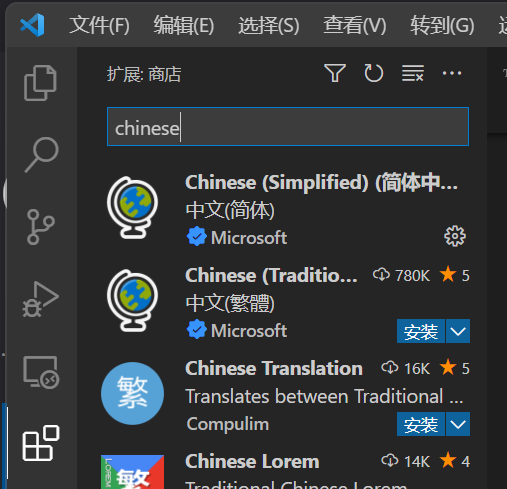 文件(F) 编辑(E) 选择(S) 查看(V) 转到(G)
扩展: 商店
chinese
Chinese (Simplified) (简体中...
中文(简体)
Microsoft
Chinese (Traditio... 780K 5
中文(繁體)
Microsoft 安装
繁
Chinese Translation 16K 5
Translates between Traditional ...
Compulim 安装
LOREM
繁
Chinese Lorem 14K 4
Traditional Chinese Lorem